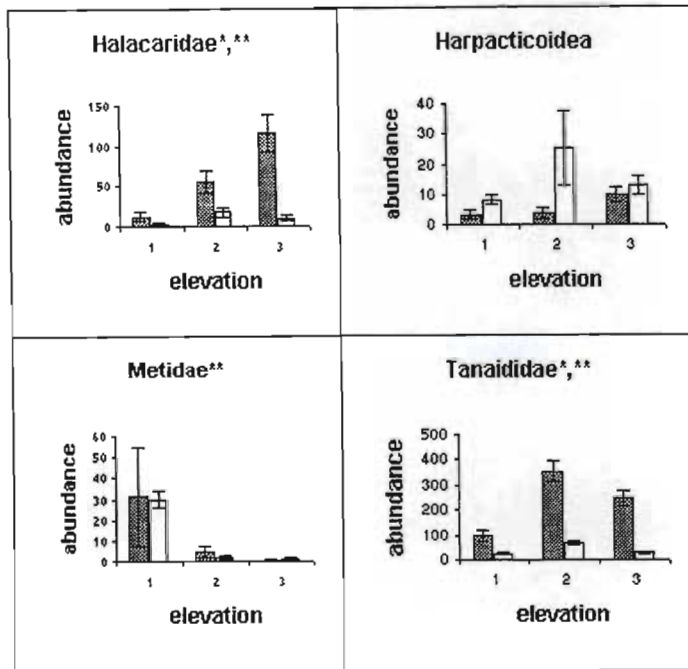 Halacaridae*,**
abundance
150
100
50
0
1 2 3
elevation
Harpacticoidea
abundance
40
30
20
10
0
1 2 3
elevation
Metidae**
abundance
60
50
40
30
20
10
0
1 2 3
elevation
Tanaididae*,**
abundance
500
400
300
200
100
0
1 2 3
elevation